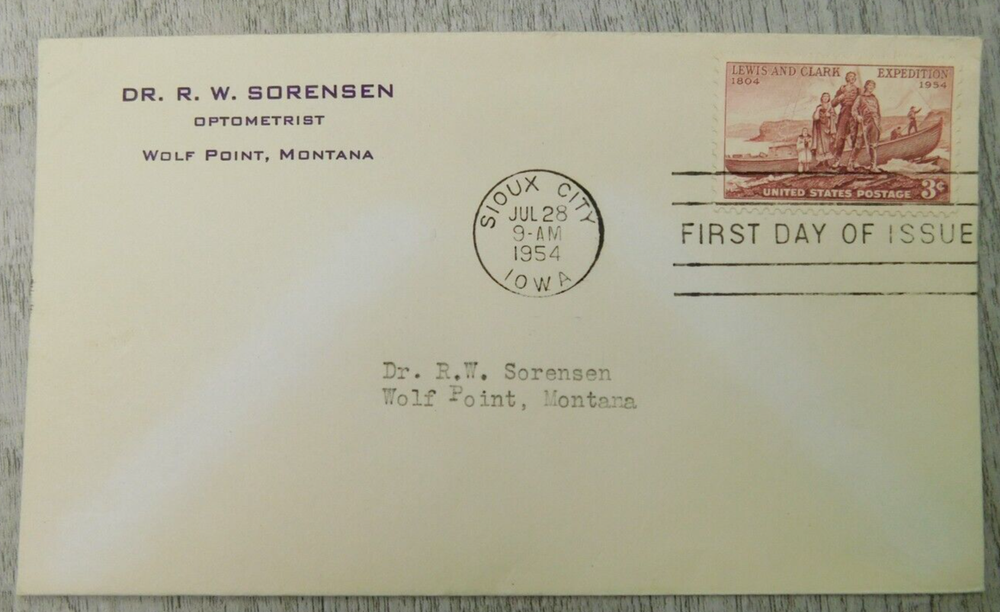 DR. R. W. SORENSEN
OPTOMETRIST
WOLF POINT, MONTANA
LEWIS AND CLARK EXPEDITION
1804 1954
UNITED STATES POSTAGE 3¢
SIOUX CITY
JUL 28
9-AM
1954
IOWA
FIRST DAY OF ISSUE
Dr. R.W. Sorensen
Wolf Point, Montana